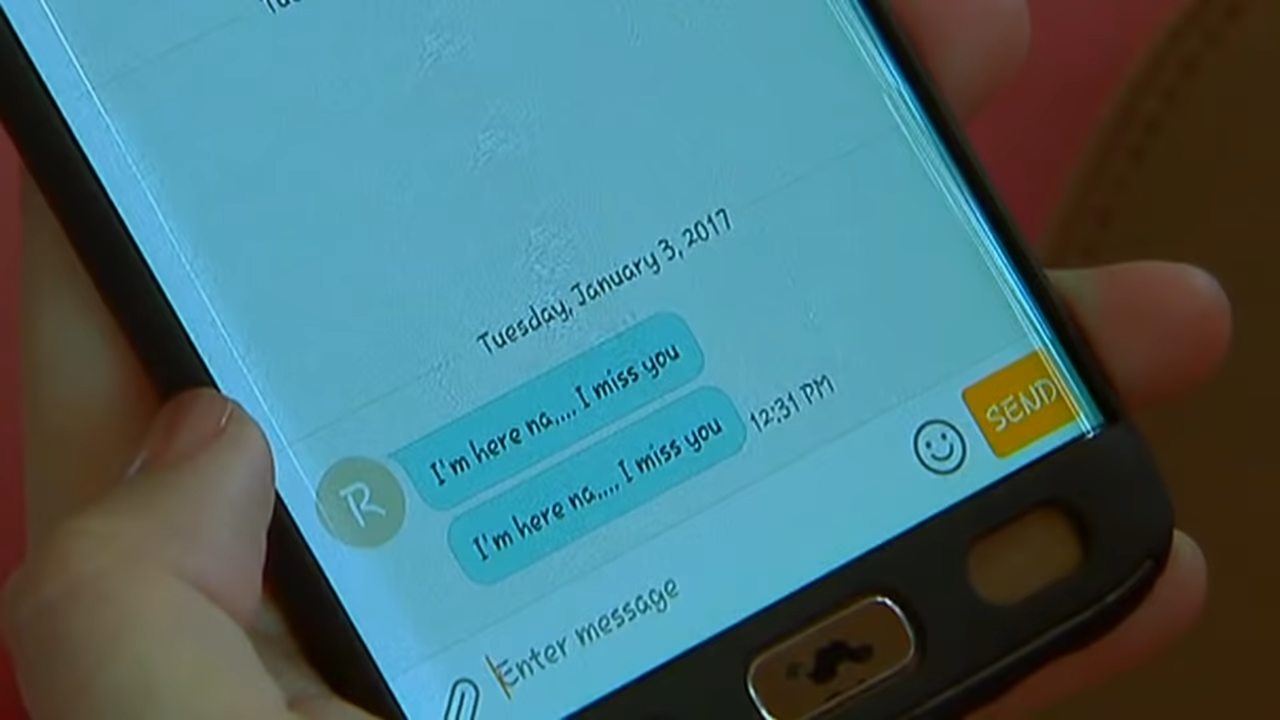 Tuesday, January 3, 2017
I'm here na.... I miss you
R
I'm here na.... I miss you
12:31 PM
SEND
Enter message